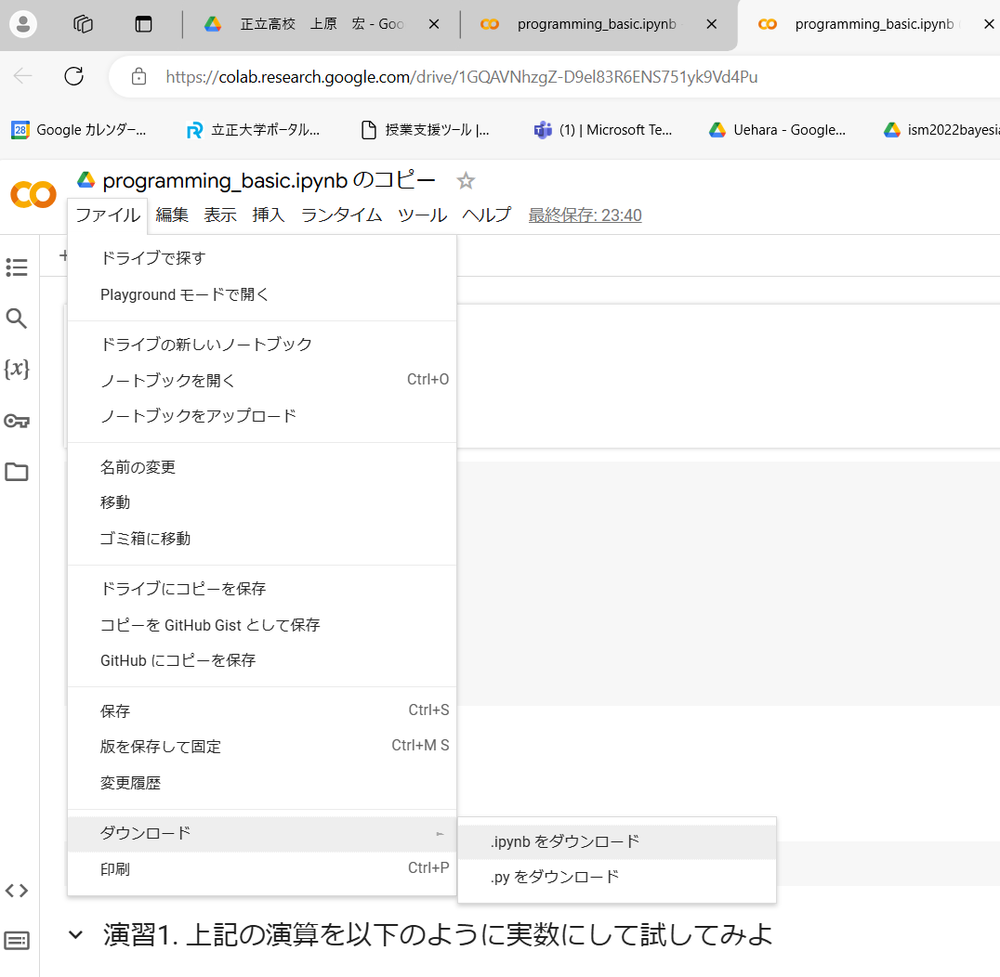 正立高校 上原 宏 - Goo
programming_basic.ipynb
programming_basic.ipynb
https://colab.research.google.com/drive/1GQAVNhzgZ-D9el83R6ENS751yk9Vd4Pu
28 Google カレンダー...
立正大学ポータル...
授業支援ツール |...
(1) | Microsoft Te...
Uehara - Google...
ism2022bayesia
programming_basic.ipynb のコピー
ファイル 編集 表示 挿入 ランタイム ツール ヘルプ 最終保存: 23:40
+
ドライブで探す
Playground モードで開く
ドライブの新しいノートブック
ノートブックを開く Ctrl+O
ノートブックをアップロード
{x}
名前の変更
移動
ゴミ箱に移動
ドライブにコピーを保存
コピーを GitHub Gist として保存
GitHub にコピーを保存
保存 Ctrl+S
版を保存して固定 Ctrl+M S
変更履歴
ダウンロード ►
.ipynb をダウンロード
印刷 Ctrl+P
.py をダウンロード
演習1. 上記の演算を以下のように実数にして試してみよ